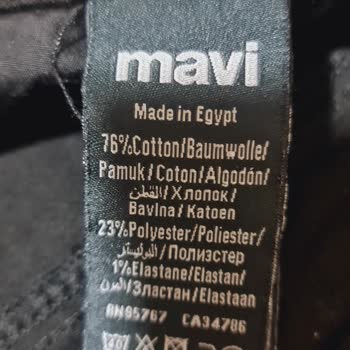 mavi
Made in Egypt
76%Cotton/Baumwolle/
Pamuk/Coton/Algodón/
القطن/Хлопок/
Bavlna/Katoen
23%Polyester/Poliester/
البوليستر/Полиэстер
1%Elastane/Elastan/
/Эластан/Elastaan
RN95767 CA34786